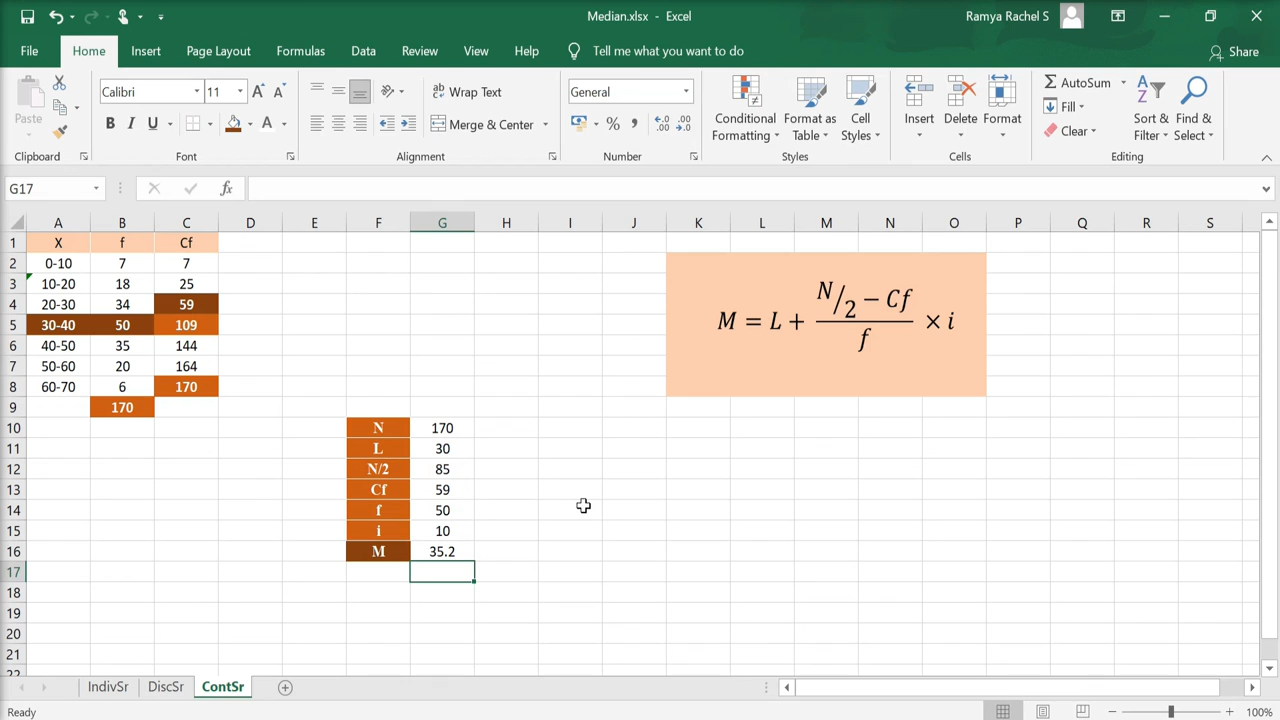 Median.xlsx - Excel
Ramya Rachel S
File Home Insert Page Layout Formulas Data Review View Help Tell me what you want to do Share
Paste
Calibri 11
B I U
Wrap Text
Merge & Center
General
Conditional Formatting
Format as Table
Cell Styles
Insert Delete Format
AutoSum
Fill
Clear
Sort & Filter
Find & Select
Clipboard Font Alignment Number Styles Cells Editing
G17 fx
A B C D E F G H I J K L M N O P Q R S
1 X f Cf
2 0-10 7 7
3 10-20 18 25
4 20-30 34 59
5 30-40 50 109
6 40-50 35 144
7 50-60 20 164
8 60-70 6 170
9 170
M = L + N/2 − Cf / f × i
10 N 170
11 L 30
12 N/2 85
13 Cf 59
14 f 50
15 i 10
16 M 35.2
17
18
19
20
21
22
IndivSr DiscSr ContSr
Ready 100%